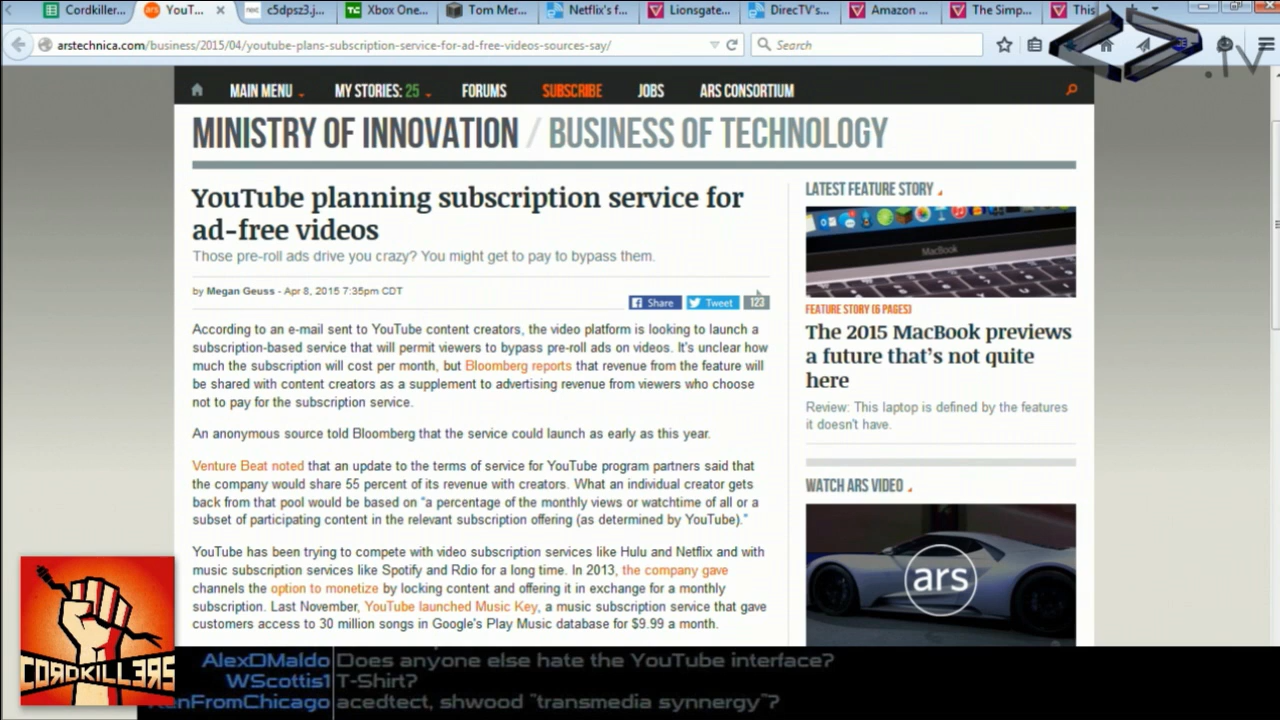 Cordkiller...
ars YouT... ×
c5dpsz3.j...
Xbox One...
Tom Mer...
Netflix's f...
Lionsgate...
DirecTV's...
Amazon ...
The Simp...
This
arstechnica.com/business/2015/04/youtube-plans-subscription-service-for-ad-free-videos-sources-say/
Search
.tv
MAIN MENU
MY STORIES: 25
FORUMS
SUBSCRIBE
JOBS
ARS CONSORTIUM
MINISTRY OF INNOVATION / BUSINESS OF TECHNOLOGY
YouTube planning subscription service for
ad-free videos
Those pre-roll ads drive you crazy? You might get to pay to bypass them.
by Megan Geuss - Apr 8, 2015 7:35pm CDT
Share
Tweet
123
According to an e-mail sent to YouTube content creators, the video platform is looking to launch a
subscription-based service that will permit viewers to bypass pre-roll ads on videos. It's unclear how
much the subscription will cost per month, but Bloomberg reports that revenue from the feature will
be shared with content creators as a supplement to advertising revenue from viewers who choose
not to pay for the subscription service.
An anonymous source told Bloomberg that the service could launch as early as this year.
Venture Beat noted that an update to the terms of service for YouTube program partners said that
the company would share 55 percent of its revenue with creators. What an individual creator gets
back from that pool would be based on "a percentage of the monthly views or watchtime of all or a
subset of participating content in the relevant subscription offering (as determined by YouTube)."
YouTube has been trying to compete with video subscription services like Hulu and Netflix and with
music subscription services like Spotify and Rdio for a long time. In 2013, the company gave
channels the option to monetize by locking content and offering it in exchange for a monthly
subscription. Last November, YouTube launched Music Key, a music subscription service that gave
customers access to 30 million songs in Google's Play Music database for $9.99 a month.
LATEST FEATURE STORY
MacBook
FEATURE STORY (6 PAGES)
The 2015 MacBook previews
a future that's not quite
here
Review: This laptop is defined by the features
it doesn't have.
WATCH ARS VIDEO
ars
CORDKILLERS
AlexDMaldo Does anyone else hate the YouTube interface?
WScottis1 T-Shirt?
enFromChicago acedtect, shwood "transmedia synnergy"?